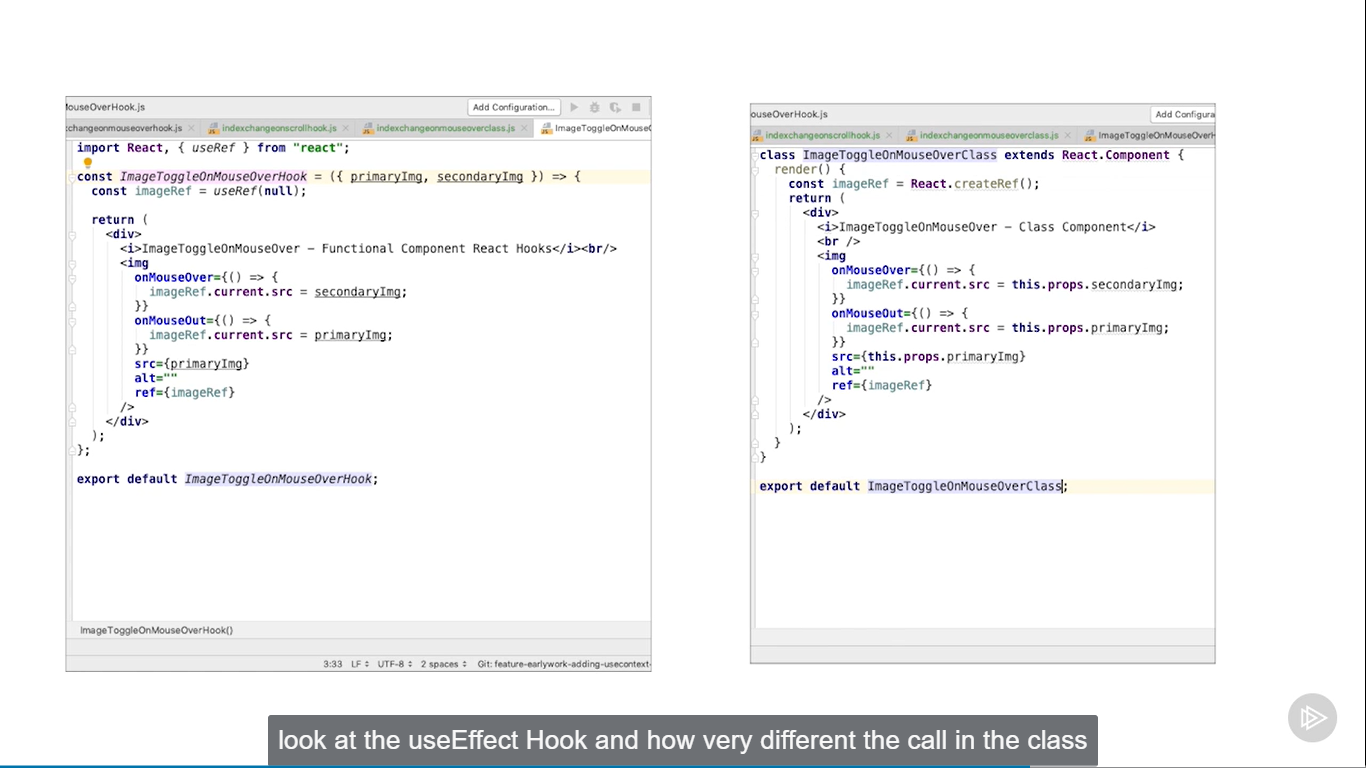 MouseOverHook.js
Add Configuration...
changeonmouseoverhook.js indexchangeonscrollhook.js indexchangeonmouseoverclass.js ImageToggleOnMouseO
import React, { useRef } from "react";
const ImageToggleOnMouseOverHook = ({ primaryImg, secondaryImg }) => {
const imageRef = useRef(null);
return (
<div>
<i>ImageToggleOnMouseOver – Functional Component React Hooks</i><br/>
<img
onMouseOver={() => {
imageRef.current.src = secondaryImg;
}}
onMouseOut={() => {
imageRef.current.src = primaryImg;
}}
src={primaryImg}
alt=""
ref={imageRef}
/>
</div>
);
};
export default ImageToggleOnMouseOverHook;
ImageToggleOnMouseOverHook()
3:33 LF UTF-8 2 spaces Git: feature-earlywork-adding-usecontext-
ouseOverHook.js
Add Configura
indexchangeonscrollhook.js indexchangeonmouseoverclass.js ImageToggleOnMouseOverH
class ImageToggleOnMouseOverClass extends React.Component {
render() {
const imageRef = React.createRef();
return (
<div>
<i>ImageToggleOnMouseOver – Class Component</i>
<br />
<img
onMouseOver={() => {
imageRef.current.src = this.props.secondaryImg;
}}
onMouseOut={() => {
imageRef.current.src = this.props.primaryImg;
}}
src={this.props.primaryImg}
alt=""
ref={imageRef}
/>
</div>
);
}
}
export default ImageToggleOnMouseOverClass;
look at the useEffect Hook and how very different the call in the class